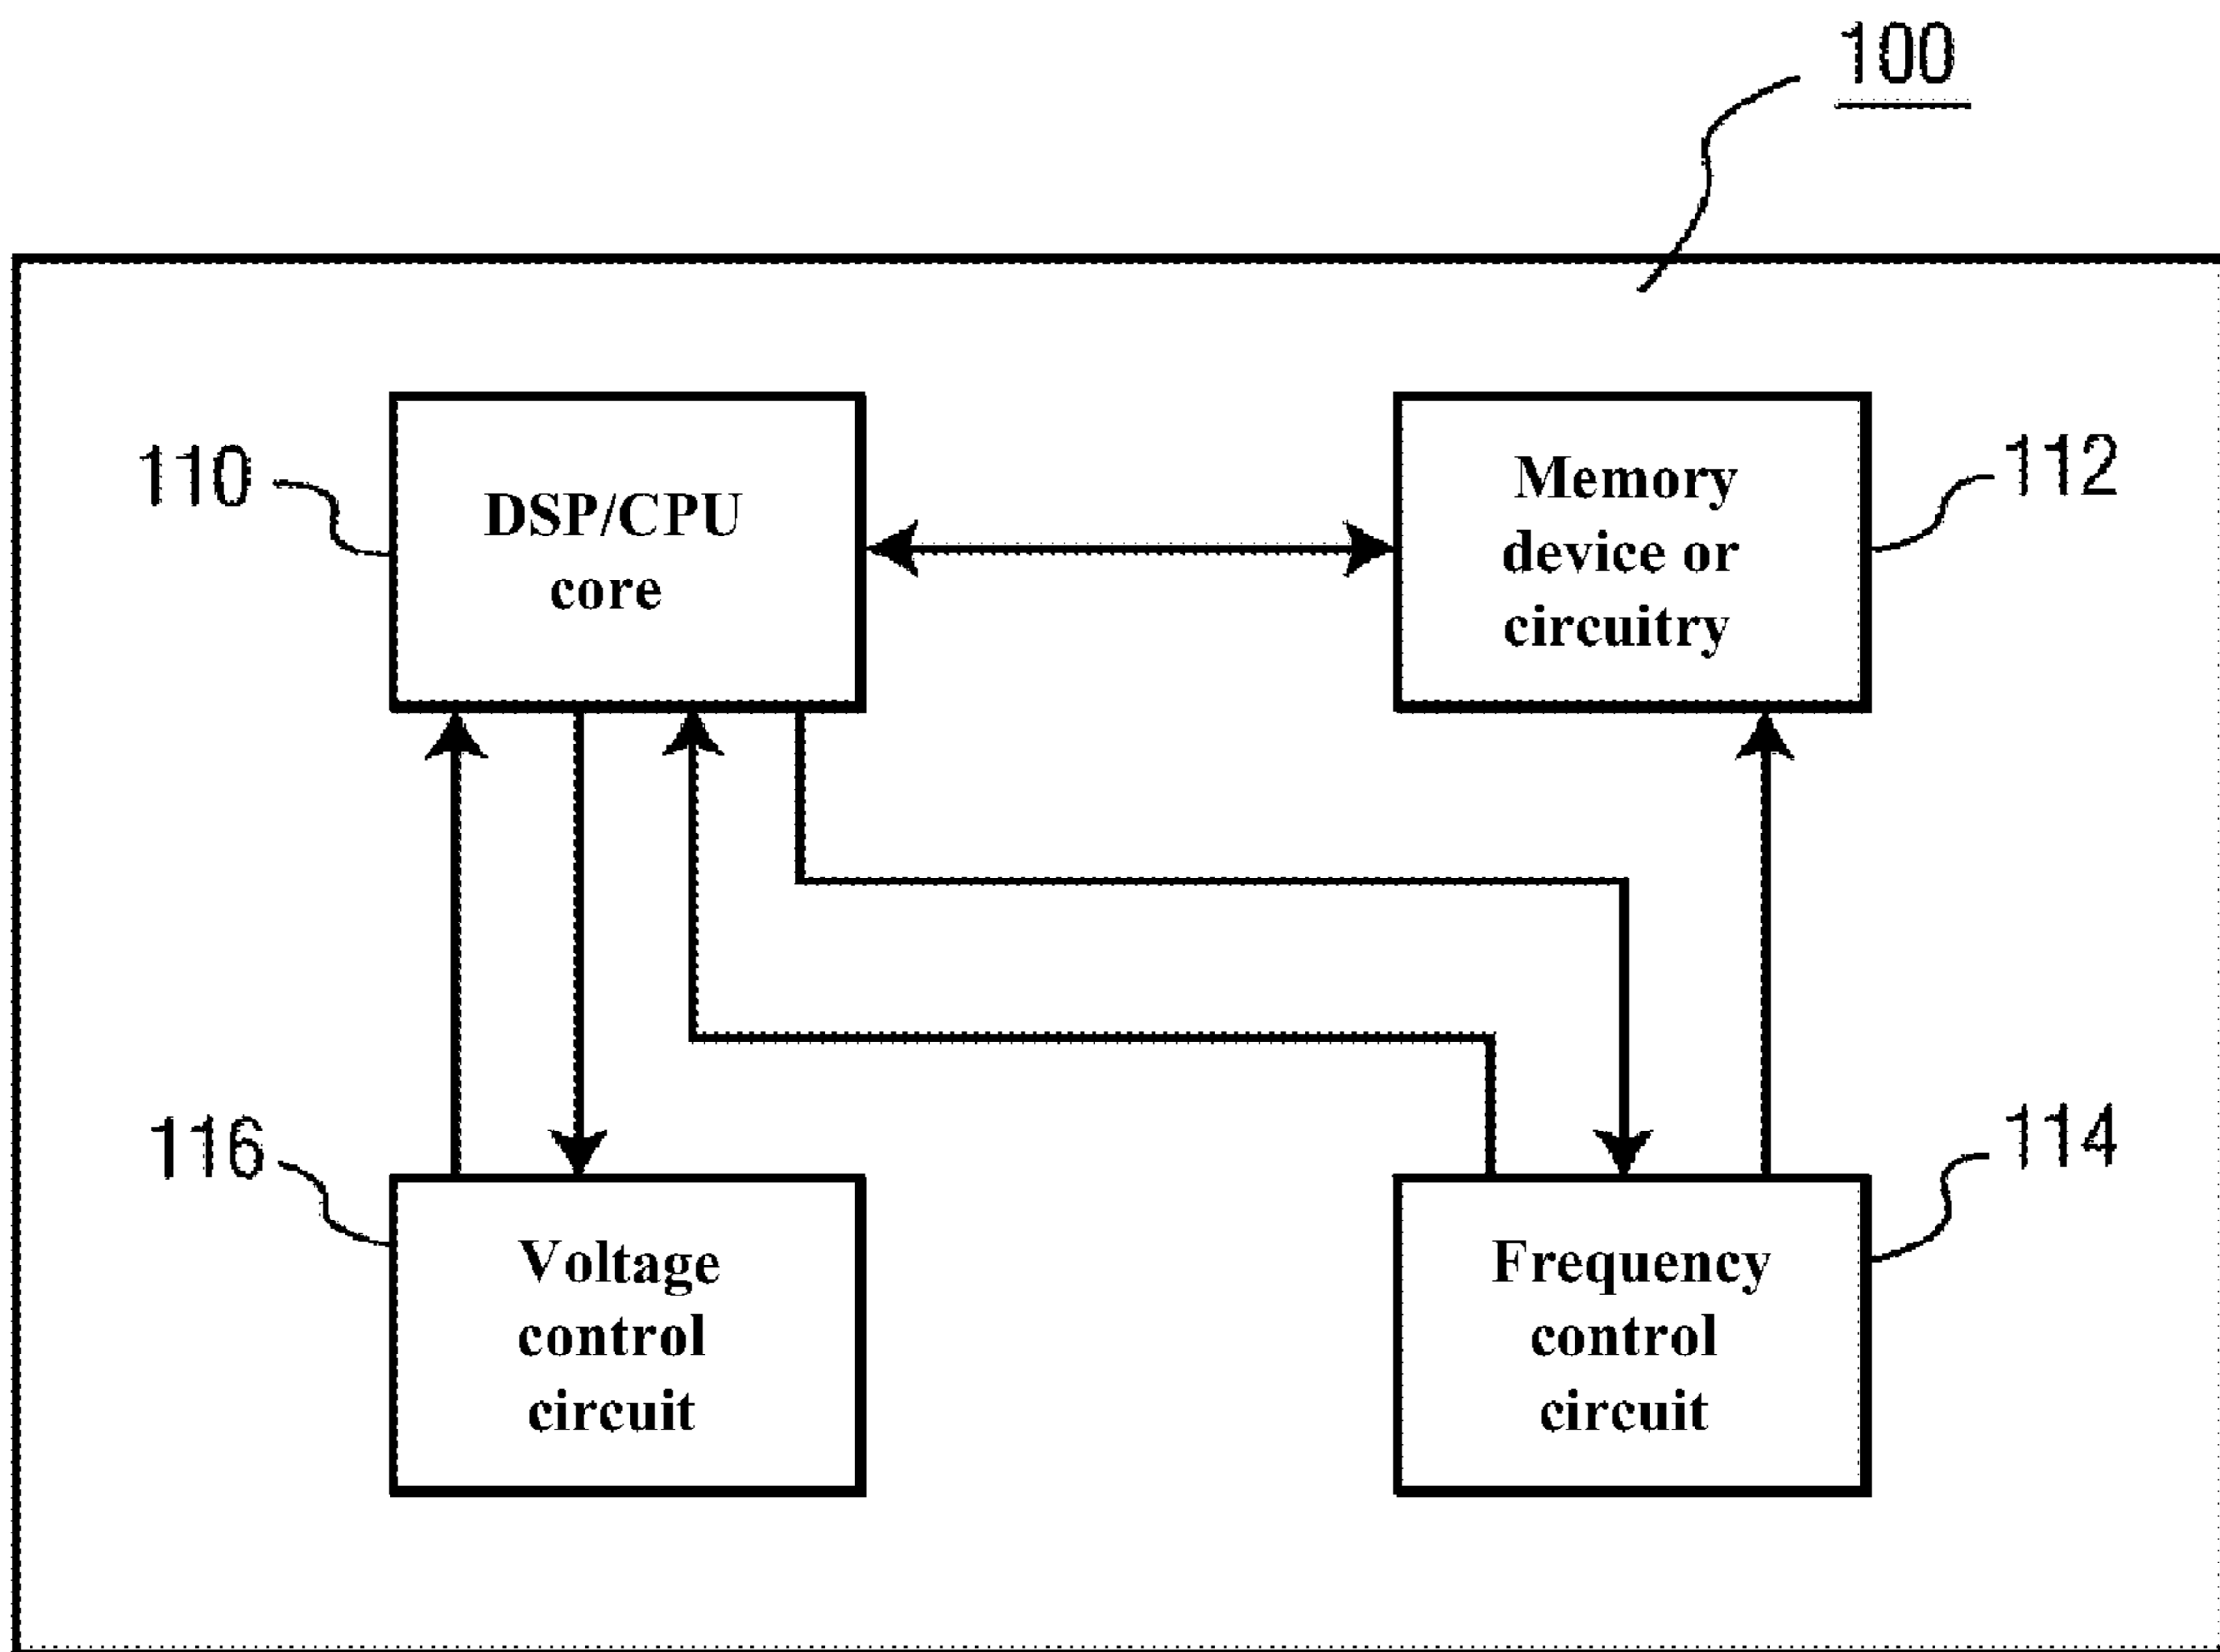 100
110
DSP/CPU
core
Memory
device or
circuitry
112
116
Voltage
control
circuit
Frequency
control
circuit
114